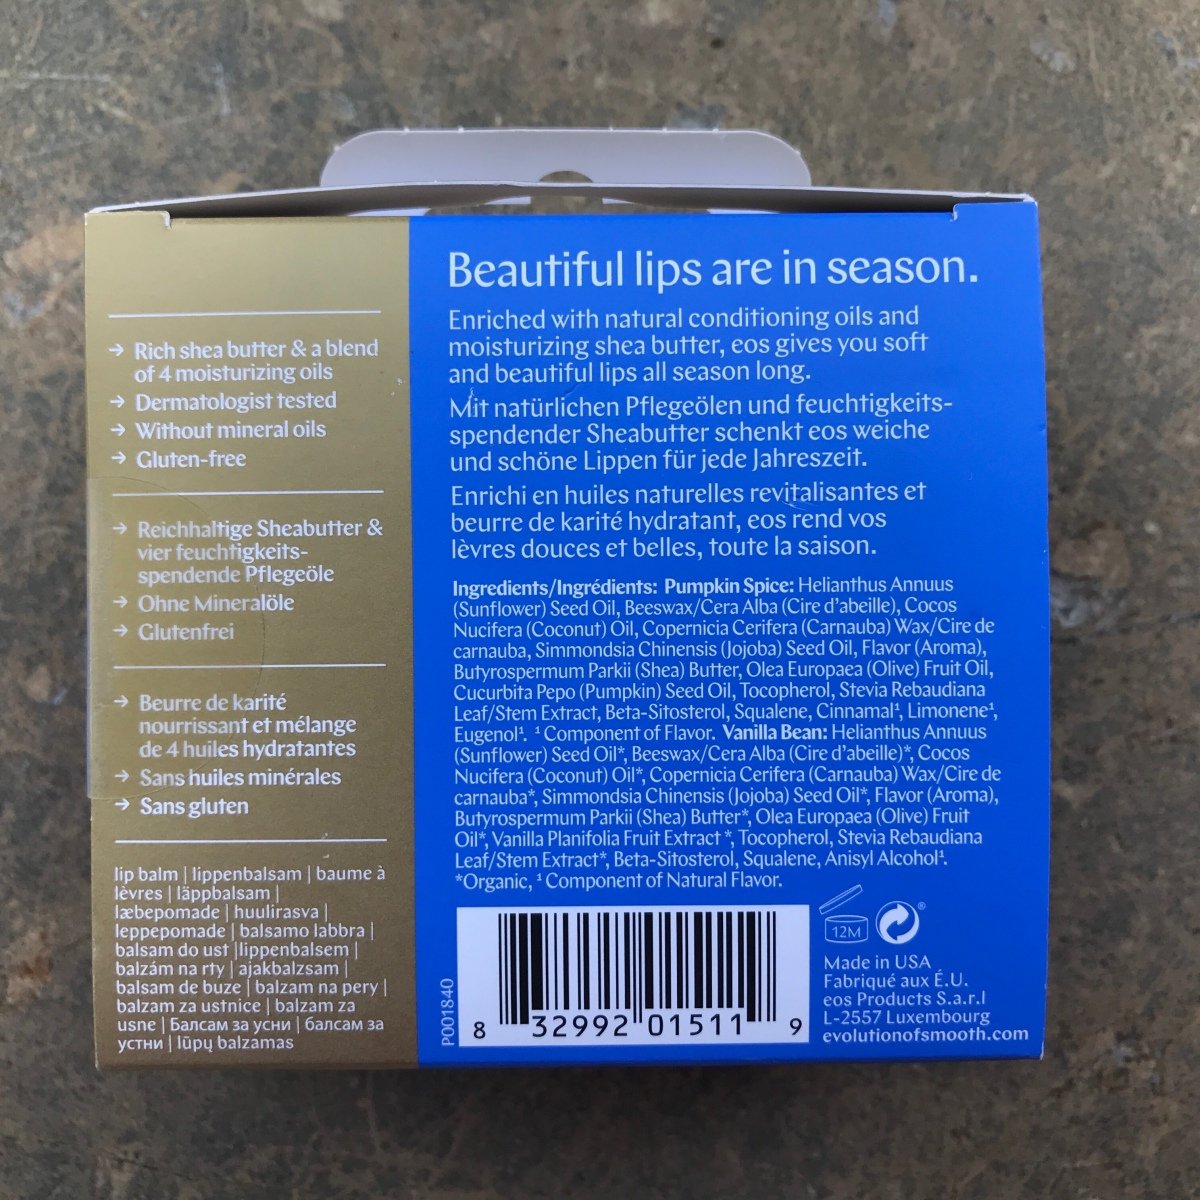 → Rich shea butter & a blend
of 4 moisturizing oils
→ Dermatologist tested
→ Without mineral oils
→ Gluten-free
→ Reichhaltige Sheabutter &
vier feuchtigkeits-
spendende Pflegeöle
→ Ohne Mineralöle
→ Glutenfrei
→ Beurre de karité
nourrissant et mélange
de 4 huiles hydratantes
→ Sans huiles minérales
→ Sans gluten
lip balm | lippenbalsam | baume à
lèvres | läppbalsam |
læbepomade | huulirasva |
leppepomade | balsamo labbra |
balsam do ust |lippenbalsem |
balzám na rty | ajakbalzsam |
balsam de buze | balzam na pery |
balzam za ustnice | balzam za
usne | Балсам за усни | балсам за
устни | lūpų balzamas
Beautiful lips are in season.
Enriched with natural conditioning oils and
moisturizing shea butter, eos gives you soft
and beautiful lips all season long.
Mit natürlichen Pflegeölen und feuchtigkeits-
spendender Sheabutter schenkt eos weiche
und schöne Lippen für jede Jahreszeit.
Enrichi en huiles naturelles revitalisantes et
beurre de karité hydratant, eos rend vos
lèvres douces et belles, toute la saison.
Ingredients/Ingrédients: Pumpkin Spice: Helianthus Annuus
(Sunflower) Seed Oil, Beeswax/Cera Alba (Cire d'abeille), Cocos
Nucifera (Coconut) Oil, Copernicia Cerifera (Carnauba) Wax/Cire de
carnauba, Simmondsia Chinensis (Jojoba) Seed Oil, Flavor (Aroma),
Butyrospermum Parkii (Shea) Butter, Olea Europaea (Olive) Fruit Oil,
Cucurbita Pepo (Pumpkin) Seed Oil, Tocopherol, Stevia Rebaudiana
Leaf/Stem Extract, Beta-Sitosterol, Squalene, Cinnamal¹, Limonene¹,
Eugenol¹. ¹ Component of Flavor. Vanilla Bean: Helianthus Annuus
(Sunflower) Seed Oil*, Beeswax/Cera Alba (Cire d'abeille)*, Cocos
Nucifera (Coconut) Oil*, Copernicia Cerifera (Carnauba) Wax/Cire de
carnauba*, Simmondsia Chinensis (Jojoba) Seed Oil*, Flavor (Aroma),
Butyrospermum Parkii (Shea) Butter*, Olea Europaea (Olive) Fruit
Oil*, Vanilla Planifolia Fruit Extract *, Tocopherol, Stevia Rebaudiana
Leaf/Stem Extract*, Beta-Sitosterol, Squalene, Anisyl Alcohol¹.
*Organic, ¹ Component of Natural Flavor.
P001840
8 32992 01511 9
12M
®
Made in USA
Fabriqué aux É.U.
eos Products S.a.r.l
L-2557 Luxembourg
evolutionofsmooth.com